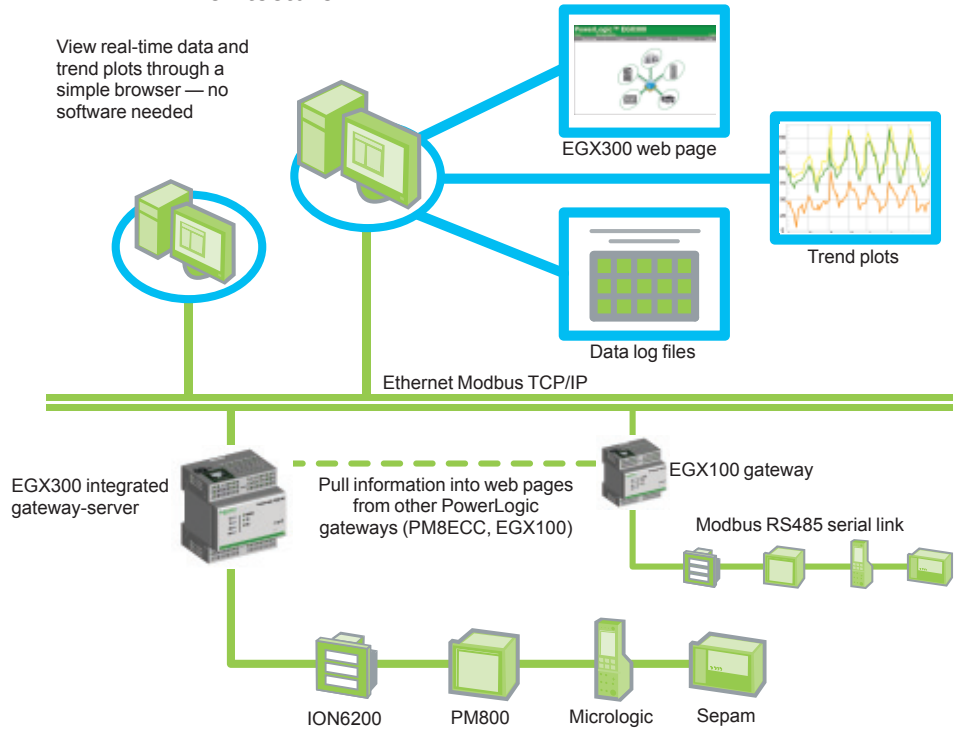 View real-time data and
trend plots through a
simple browser — no
software needed
PowerLogic™ EGX300
EGX300 web page
Trend plots
Data log files
Ethernet Modbus TCP/IP
EGX300 integrated
gateway-server
Pull information into web pages
from other PowerLogic
gateways (PM8ECC, EGX100)
EGX100 gateway
Modbus RS485 serial link
ION6200
PM800
Micrologic
Sepam